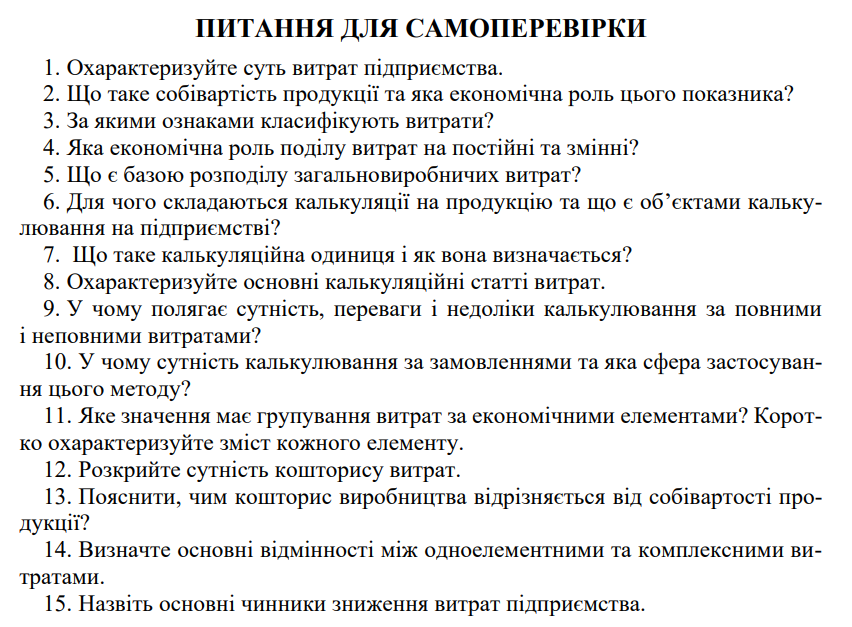 ПИТАННЯ ДЛЯ САМОПЕРЕВІРКИ
1. Охарактеризуйте суть витрат підприємства.
2. Що таке собівартість продукції та яка економічна роль цього показника?
3. За якими ознаками класифікують витрати?
4. Яка економічна роль поділу витрат на постійні та змінні?
5. Що є базою розподілу загальновиробничих витрат?
6. Для чого складаються калькуляції на продукцію та що є об’єктами кальку-
лювання на підприємстві?
7. Що таке калькуляційна одиниця і як вона визначається?
8. Охарактеризуйте основні калькуляційні статті витрат.
9. У чому полягає сутність, переваги і недоліки калькулювання за повними
і неповними витратами?
10. У чому сутність калькулювання за замовленнями та яка сфера застосуван-
ня цього методу?
11. Яке значення має групування витрат за економічними елементами? Корот-
ко охарактеризуйте зміст кожного елементу.
12. Розкрийте сутність кошторису витрат.
13. Пояснити, чим кошторис виробництва відрізняється від собівартості про-
дукції?
14. Визначте основні відмінності між одноелементними та комплексними ви-
тратами.
15. Назвіть основні чинники зниження витрат підприємства.